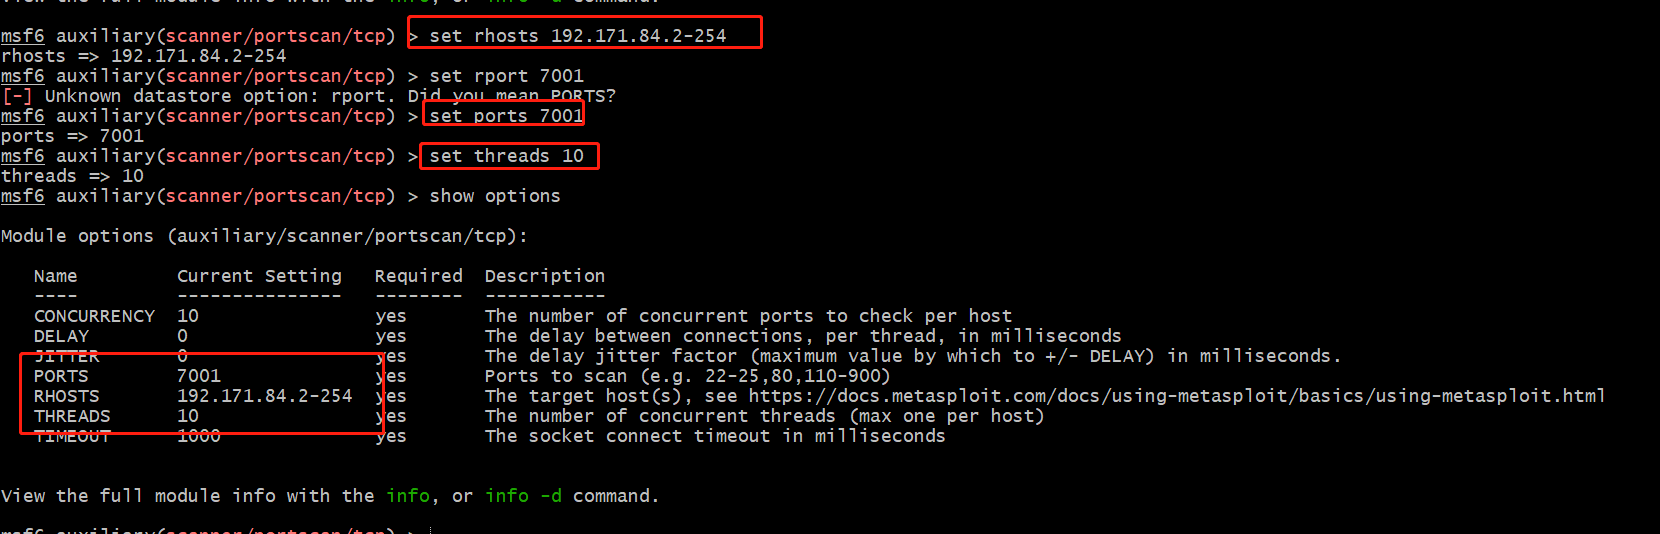 View the full module info with the info, or info -d command.
msf6 auxiliary(scanner/portscan/tcp) > set rhosts 192.171.84.2-254
rhosts => 192.171.84.2-254
msf6 auxiliary(scanner/portscan/tcp) > set rport 7001
[-] Unknown datastore option: rport. Did you mean PORTS?
msf6 auxiliary(scanner/portscan/tcp) > set ports 7001
ports => 7001
msf6 auxiliary(scanner/portscan/tcp) > set threads 10
threads => 10
msf6 auxiliary(scanner/portscan/tcp) > show options
Module options (auxiliary/scanner/portscan/tcp):
Name Current Setting Required Description
---- --------------- -------- -----------
CONCURRENCY 10 yes The number of concurrent ports to check per host
DELAY 0 yes The delay between connections, per thread, in milliseconds
JITTER 0 yes The delay jitter factor (maximum value by which to +/- DELAY) in milliseconds.
PORTS 7001 yes Ports to scan (e.g. 22-25,80,110-900)
RHOSTS 192.171.84.2-254 yes The target host(s), see https://docs.metasploit.com/docs/using-metasploit/basics/using-metasploit.html
THREADS 10 yes The number of concurrent threads (max one per host)
TIMEOUT 1000 yes The socket connect timeout in milliseconds
View the full module info with the info, or info -d command.
msf6 auxiliary(scanner/portscan/tcp) >